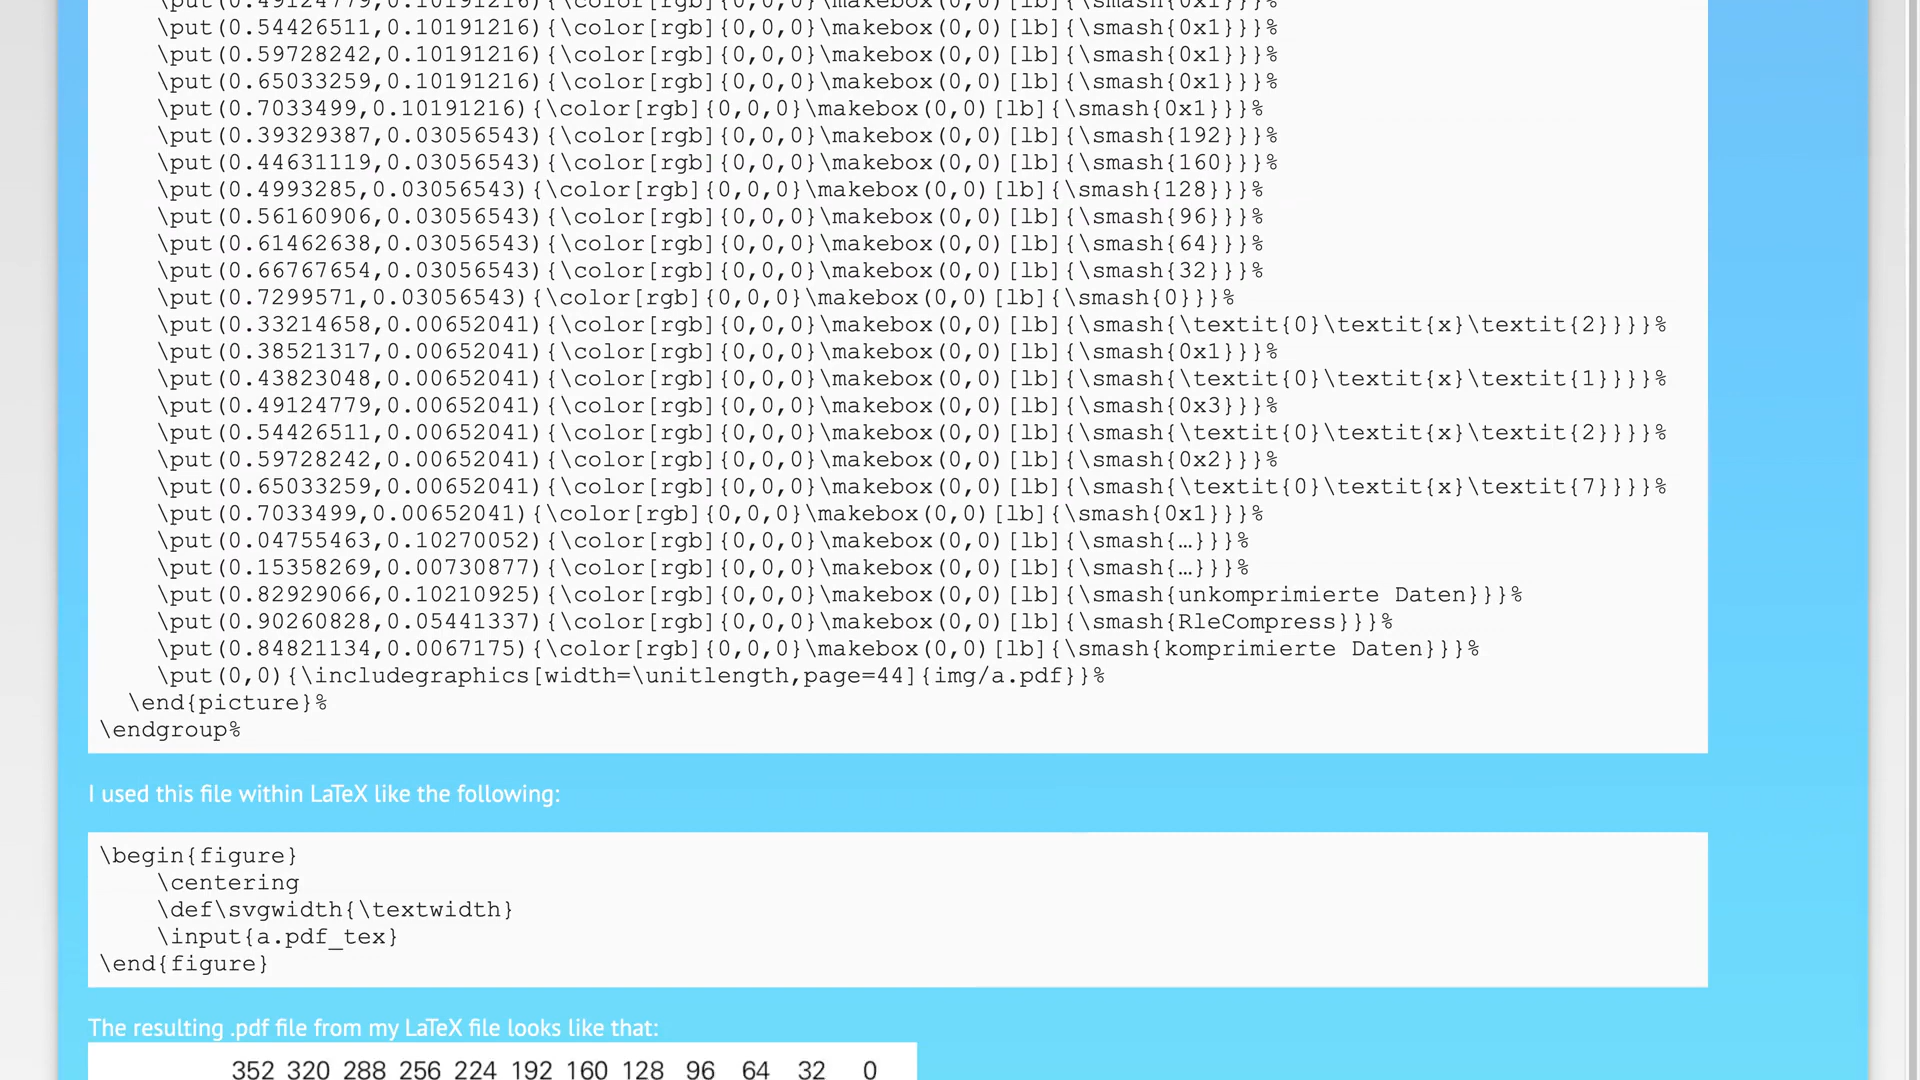 \put(0.49124779,0.10191216){\color[rgb]{0,0,0}\makebox(0,0)[lb]{\smash{0x1}}}%
\put(0.54426511,0.10191216){\color[rgb]{0,0,0}\makebox(0,0)[lb]{\smash{0x1}}}%
\put(0.59728242,0.10191216){\color[rgb]{0,0,0}\makebox(0,0)[lb]{\smash{0x1}}}%
\put(0.65033259,0.10191216){\color[rgb]{0,0,0}\makebox(0,0)[lb]{\smash{0x1}}}%
\put(0.7033499,0.10191216){\color[rgb]{0,0,0}\makebox(0,0)[lb]{\smash{0x1}}}%
\put(0.39329387,0.03056543){\color[rgb]{0,0,0}\makebox(0,0)[lb]{\smash{192}}}%
\put(0.44631119,0.03056543){\color[rgb]{0,0,0}\makebox(0,0)[lb]{\smash{160}}}%
\put(0.4993285,0.03056543){\color[rgb]{0,0,0}\makebox(0,0)[lb]{\smash{128}}}%
\put(0.56160906,0.03056543){\color[rgb]{0,0,0}\makebox(0,0)[lb]{\smash{96}}}%
\put(0.61462638,0.03056543){\color[rgb]{0,0,0}\makebox(0,0)[lb]{\smash{64}}}%
\put(0.66767654,0.03056543){\color[rgb]{0,0,0}\makebox(0,0)[lb]{\smash{32}}}%
\put(0.7299571,0.03056543){\color[rgb]{0,0,0}\makebox(0,0)[lb]{\smash{0}}}%
\put(0.33214658,0.00652041){\color[rgb]{0,0,0}\makebox(0,0)[lb]{\smash{\textit{0}\textit{x}\textit{2}}}}%
\put(0.38521317,0.00652041){\color[rgb]{0,0,0}\makebox(0,0)[lb]{\smash{0x1}}}%
\put(0.43823048,0.00652041){\color[rgb]{0,0,0}\makebox(0,0)[lb]{\smash{\textit{0}\textit{x}\textit{1}}}}%
\put(0.49124779,0.00652041){\color[rgb]{0,0,0}\makebox(0,0)[lb]{\smash{0x3}}}%
\put(0.54426511,0.00652041){\color[rgb]{0,0,0}\makebox(0,0)[lb]{\smash{\textit{0}\textit{x}\textit{2}}}}%
\put(0.59728242,0.00652041){\color[rgb]{0,0,0}\makebox(0,0)[lb]{\smash{0x2}}}%
\put(0.65033259,0.00652041){\color[rgb]{0,0,0}\makebox(0,0)[lb]{\smash{\textit{0}\textit{x}\textit{7}}}}%
\put(0.7033499,0.00652041){\color[rgb]{0,0,0}\makebox(0,0)[lb]{\smash{0x1}}}%
\put(0.04755463,0.10270052){\color[rgb]{0,0,0}\makebox(0,0)[lb]{\smash{…}}}%
\put(0.15358269,0.00730877){\color[rgb]{0,0,0}\makebox(0,0)[lb]{\smash{…}}}%
\put(0.82929066,0.10210925){\color[rgb]{0,0,0}\makebox(0,0)[lb]{\smash{unkomprimierte Daten}}}%
\put(0.90260828,0.05441337){\color[rgb]{0,0,0}\makebox(0,0)[lb]{\smash{RleCompress}}}%
\put(0.84821134,0.0067175){\color[rgb]{0,0,0}\makebox(0,0)[lb]{\smash{komprimierte Daten}}}%
\put(0,0){\includegraphics[width=\unitlength,page=44]{img/a.pdf}}%
\end{picture}%
\endgroup%
I used this file within LaTeX like the following:
\begin{figure}
\centering
\def\svgwidth{\textwidth}
\input{a.pdf_tex}
\end{figure}
The resulting .pdf file from my LaTeX file looks like that:
352 320 288 256 224 192 160 128 96 64 32 0